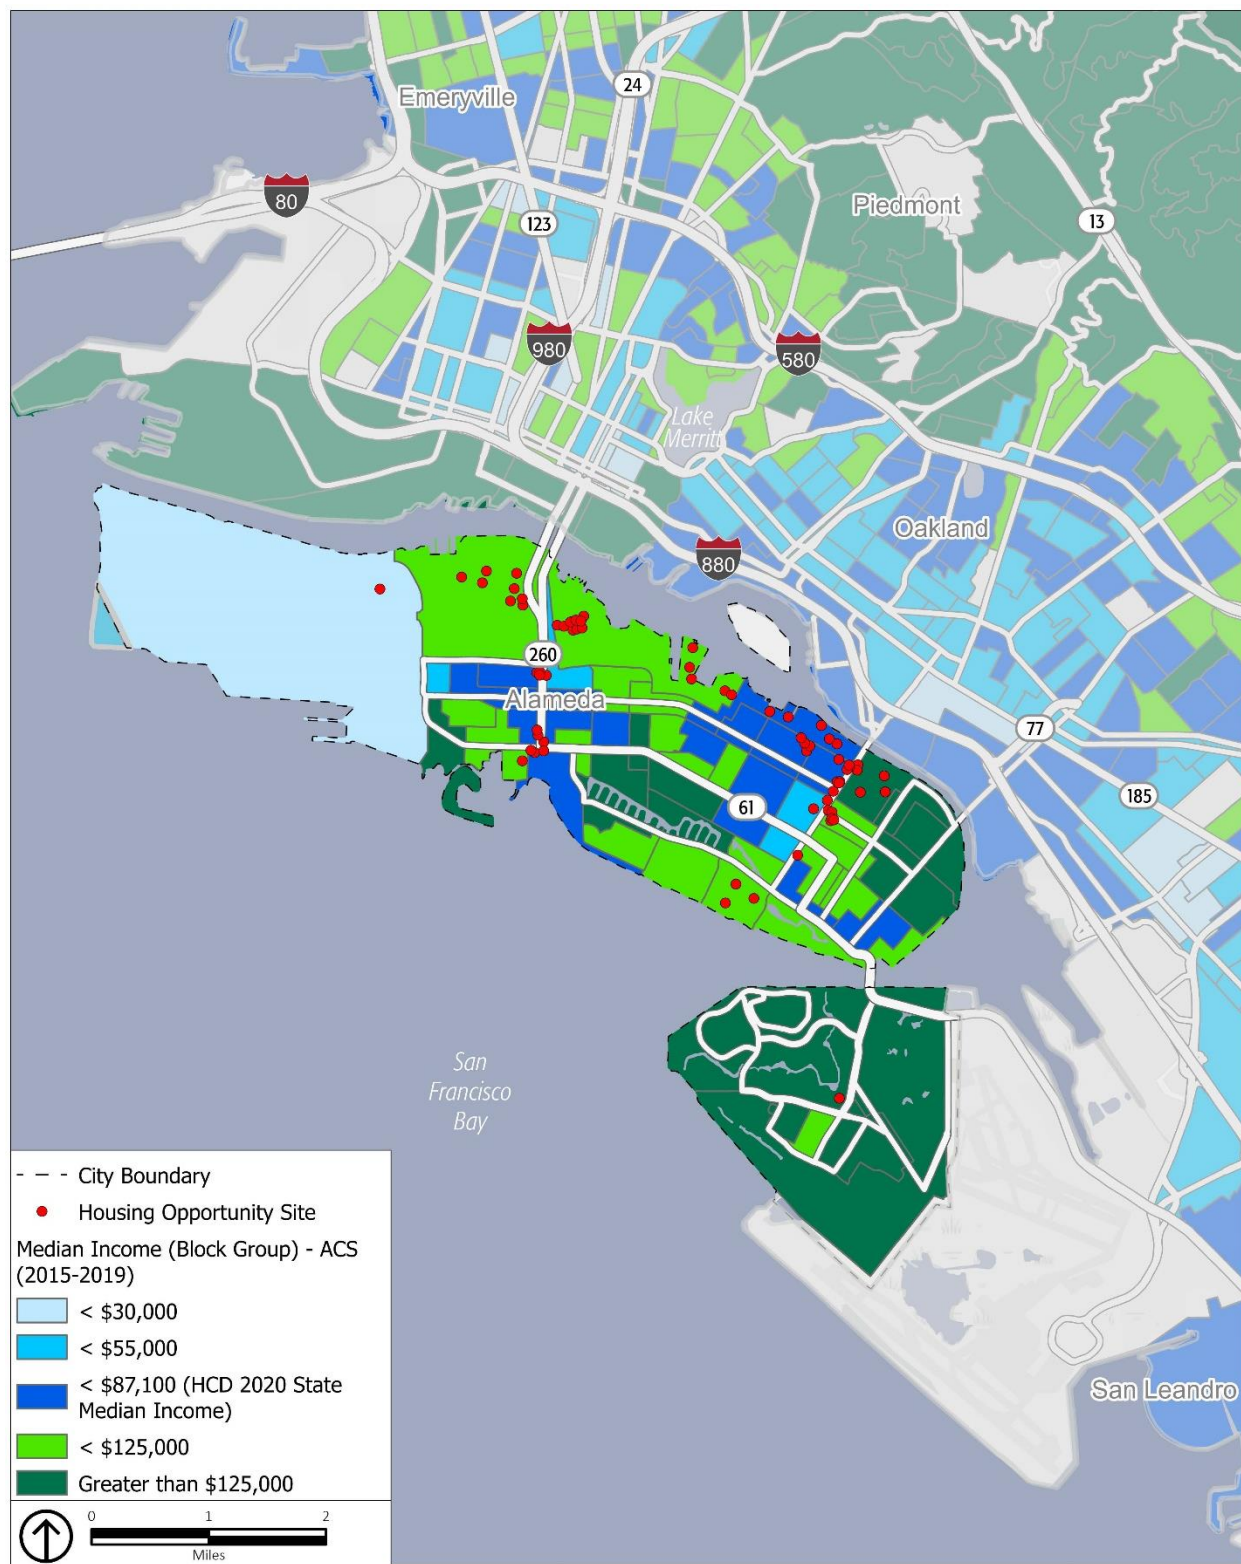 24
Emeryville
80
123
Piedmont
13
980
580
Lake
Merritt
Oakland
880
260
Alameda
77
61
185
San
Francisco
Bay
San Leandro
City Boundary
Housing Opportunity Site
Median Income (Block Group) - ACS
(2015-2019)
< $30,000
< $55,000
< $87,100 (HCD 2020 State
Median Income)
< $125,000
Greater than $125,000
0 1 2
Miles